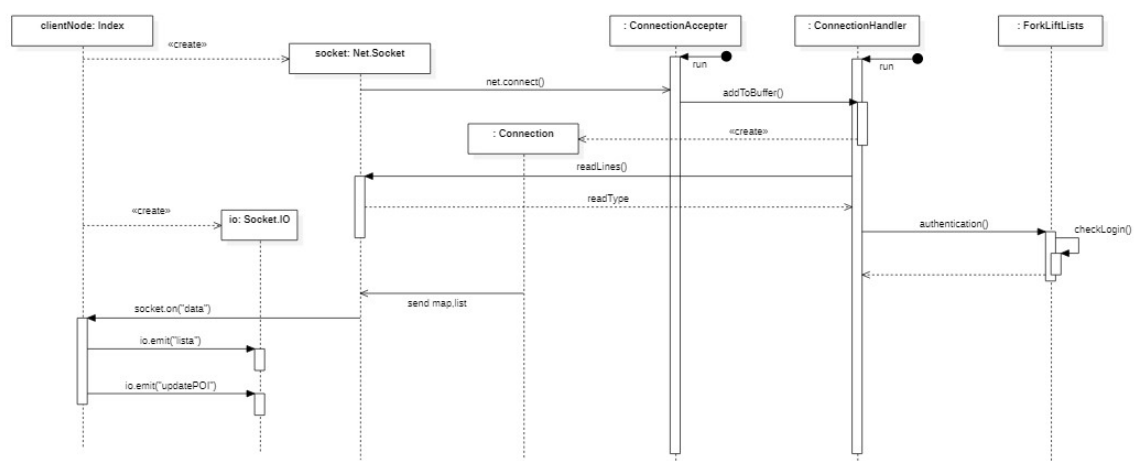 clientNode: Index
: ConnectionAccepter
: ConnectionHandler
: ForkLiftLists
«create»
socket: Net.Socket
run
run
net.connect()
addToBuffer()
: Connection
«create»
readLines()
readType
«create»
io: Socket.IO
authentication()
checkLogin()
send map,list
socket.on("data")
io.emit("lista")
io.emit("updatePOI")